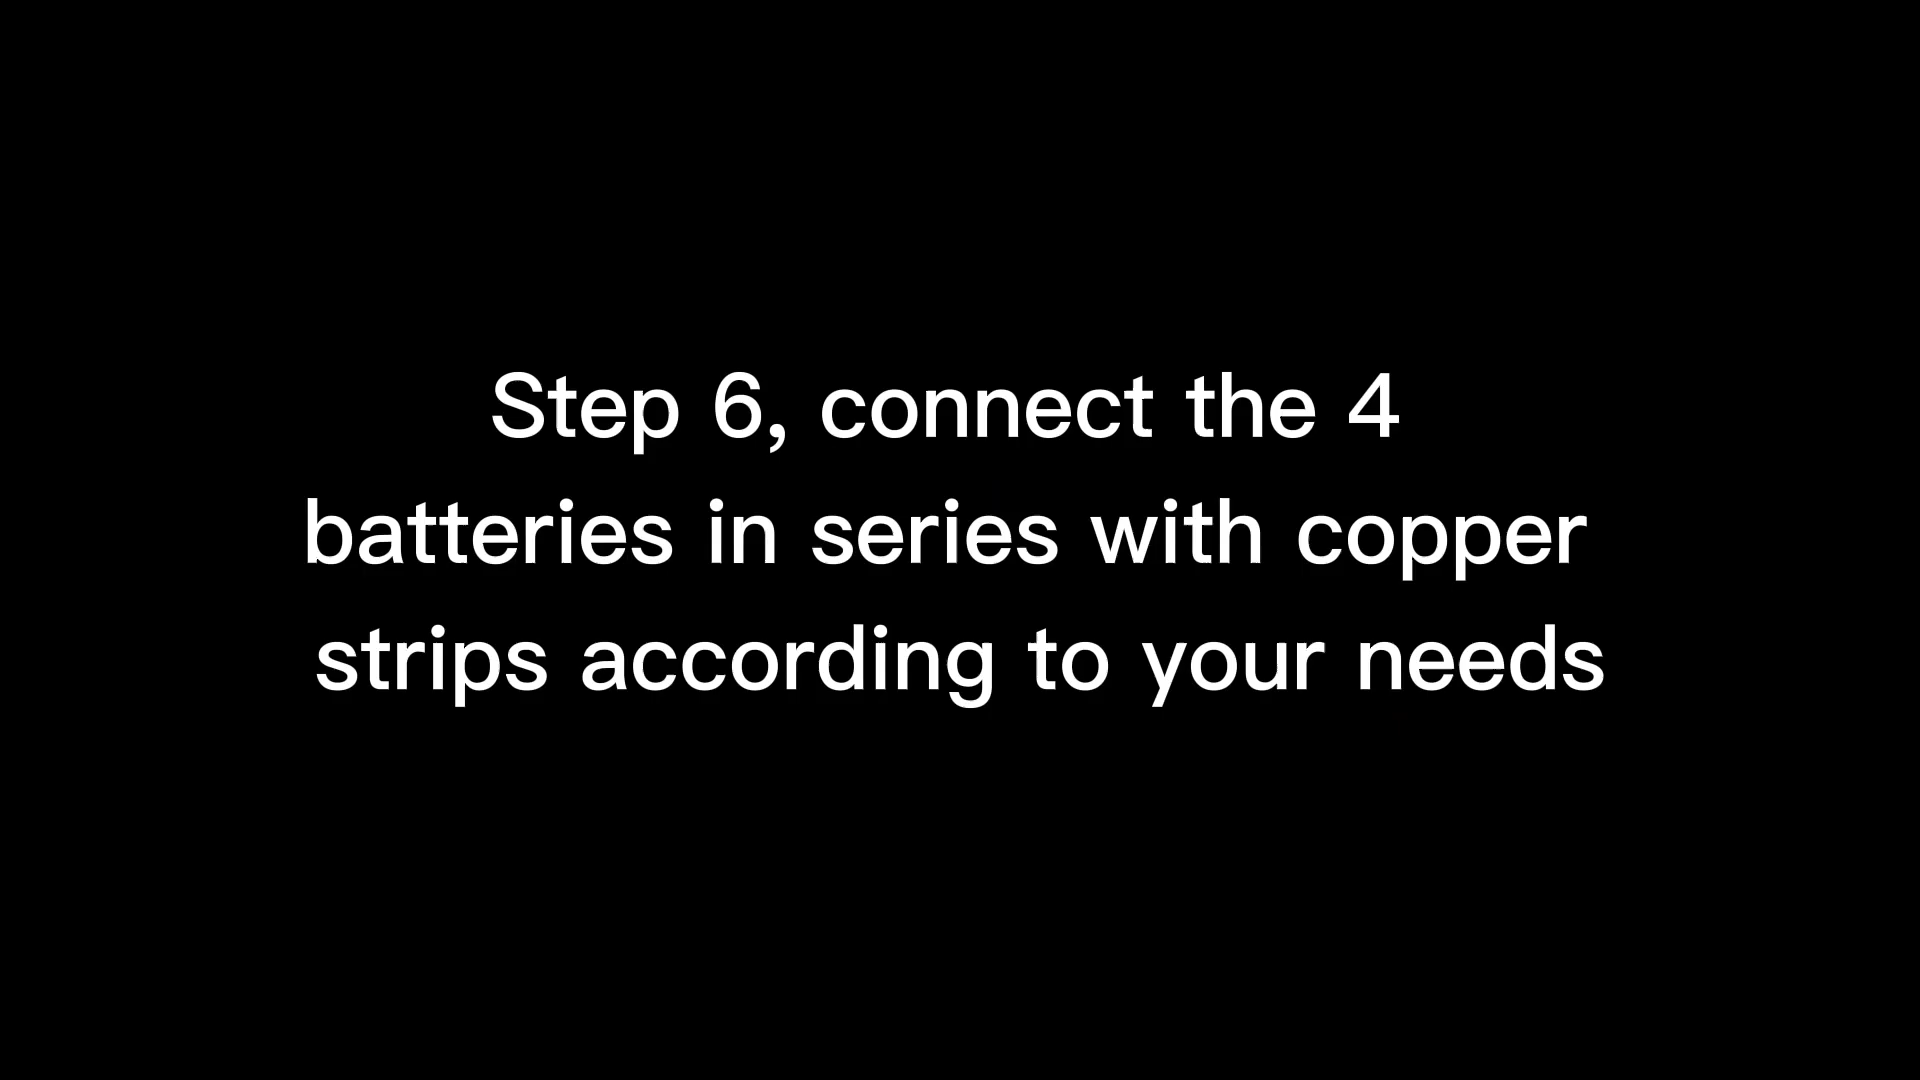 Step 6, connect the 4
batteries in series with copper
strips according to your needs